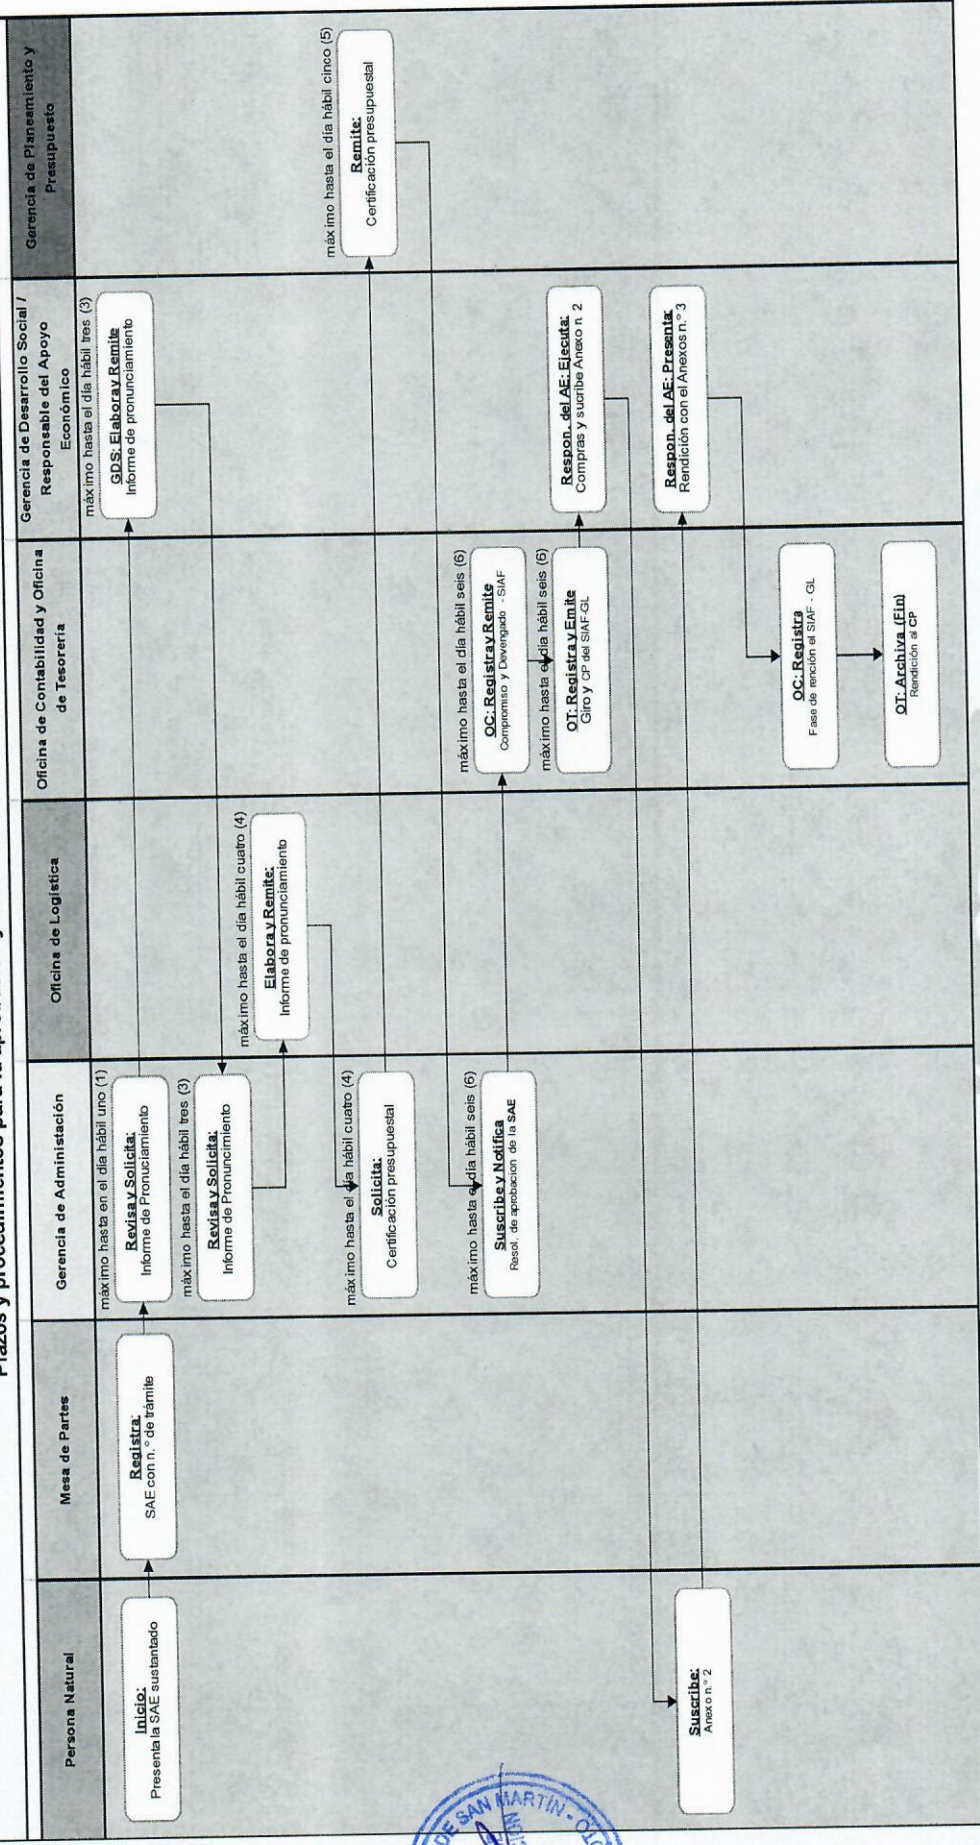 Plazos y procedimientos para la
Persona Natural
Mesa de Partes
Gerencia de Administación
Oficina de Logística
Oficina de Contabilidad y Oficina
de Tesorería
Gerencia de Desarrollo Social /
Responsable del Apoyo
Económico
Gerencia de Planeamiento y
Presupuesto
Inicio:
Presenta la SAE sustantado
Registra:
SAE con n.º de trámite
máximo hasta en el día hábil uno (1)
Revisa y Solicita:
Informe de Pronuciamiento
máximo hasta el día hábil tres (3)
GDS: Elabora y Remite
Informe de pronunciamiento
máximo hasta el día hábil tres (3)
Revisa y Solicita:
Informe de Pronuncimiento
máximo hasta el día hábil cuatro (4)
Elabora y Remite:
Informe de pronunciamiento
máximo hasta el día hábil cuatro (4)
Solicita:
Certificación presupuestal
máximo hasta el día hábil cinco (5)
Remite:
Certificación presupuestal
máximo hasta el día hábil seis (6)
Suscribe y Notifica
Resol. de aprobacion de la SAE
máximo hasta el día hábil seis (6)
OC: Registra y Remite
Compromiso y Devengado - SIAF
máximo hasta el día hábil seis (6)
OT: Registra y Emite
Giro y CP del SIAF-GL
Respon. del AE: Ejecuta:
Compras y sucribe Anexo n. 2
Suscribe:
Anexo n.º 2
Respon. del AE: Presenta:
Rendición con el Anexos n.º 3
OC: Registra
Fase de rención el SIAF - GL
OT: Archiva (Fin)
Rendición al CP
DE SAN MARTÍN -